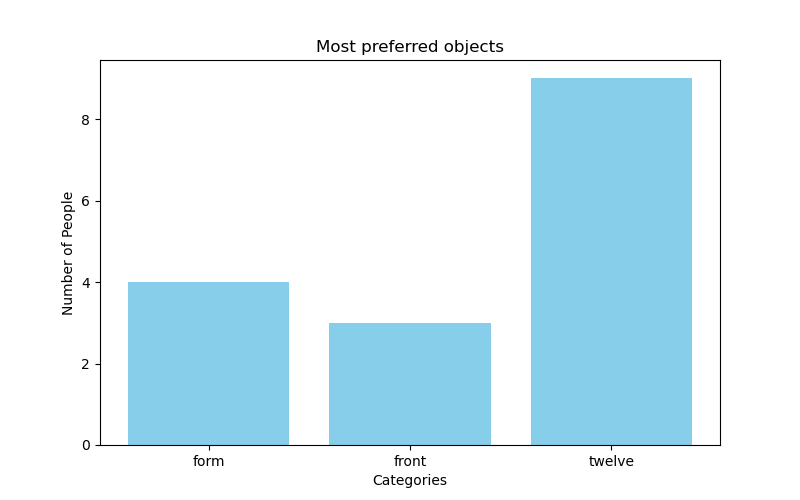 Most preferred objects
Number of People
8
6
4
2
0
form front twelve
Categories